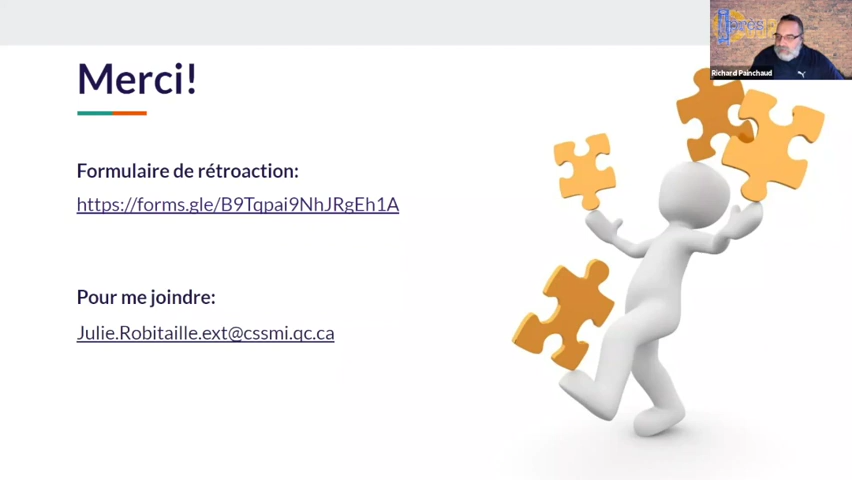 Merci!
Formulaire de rétroaction:
https://forms.gle/B9Tqpai9NhJRgEh1A
Pour me joindre:
Julie.Robitaille.ext@cssmi.qc.ca
Richard Painchaud